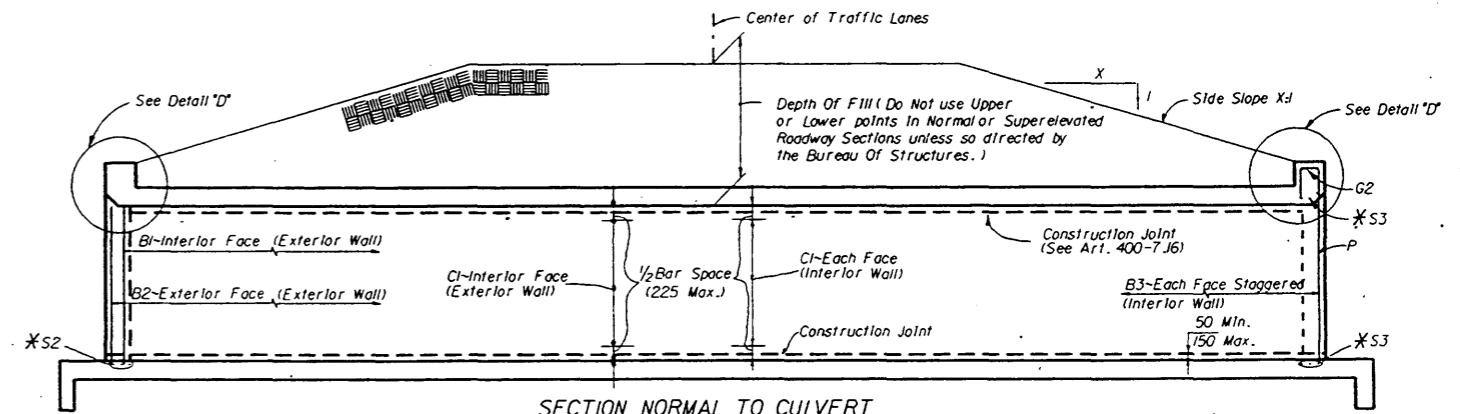 Center of Traffic Lanes
See Detail "D"
X
1
Side Slope X:1
See Detail "D"
Depth Of Fill ( Do Not use Upper
or Lower points in Normal or Superelevated
Roadway Sections unless so directed by
the Bureau Of Structures. )
G2
*S3
B1~Interior Face (Exterior Wall)
Construction Joint
(See Art. 400-7.16)
P
C1~Interior Face
(Exterior Wall)
1/2 Bar Space
(225 Max.)
C1~Each Face
(Interior Wall)
B2~Exterior Face (Exterior Wall)
B3~Each Face Staggered
(Interior Wall)
50 Min.
150 Max.
*S2
Construction Joint
*S3
SECTION NORMAL TO CULVERT